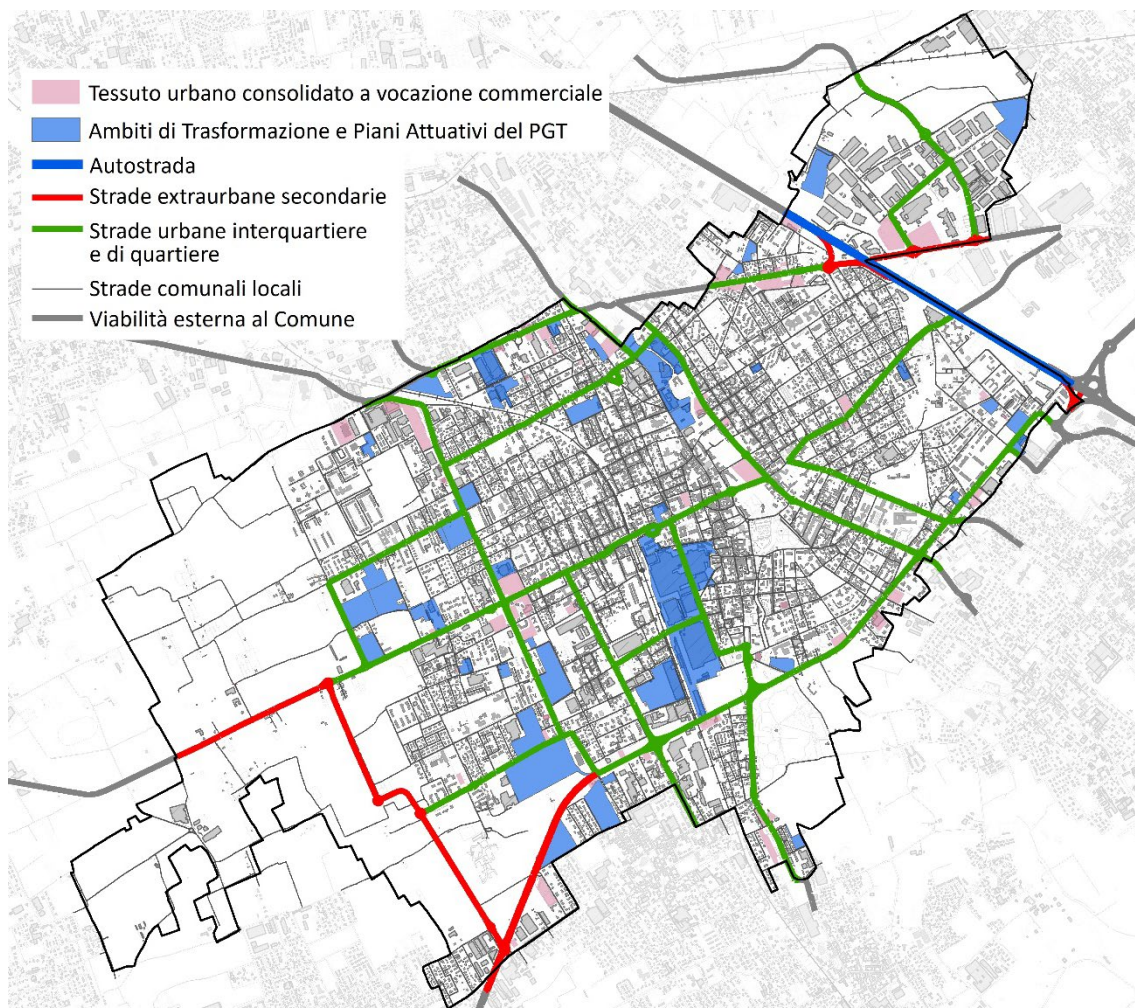 Tessuto urbano consolidato a vocazione commerciale
Ambiti di Trasformazione e Piani Attuativi del PGT
Autostrada
Strade extraurbane secondarie
Strade urbane interquartiere
e di quartiere
Strade comunali locali
Viabilità esterna al Comune